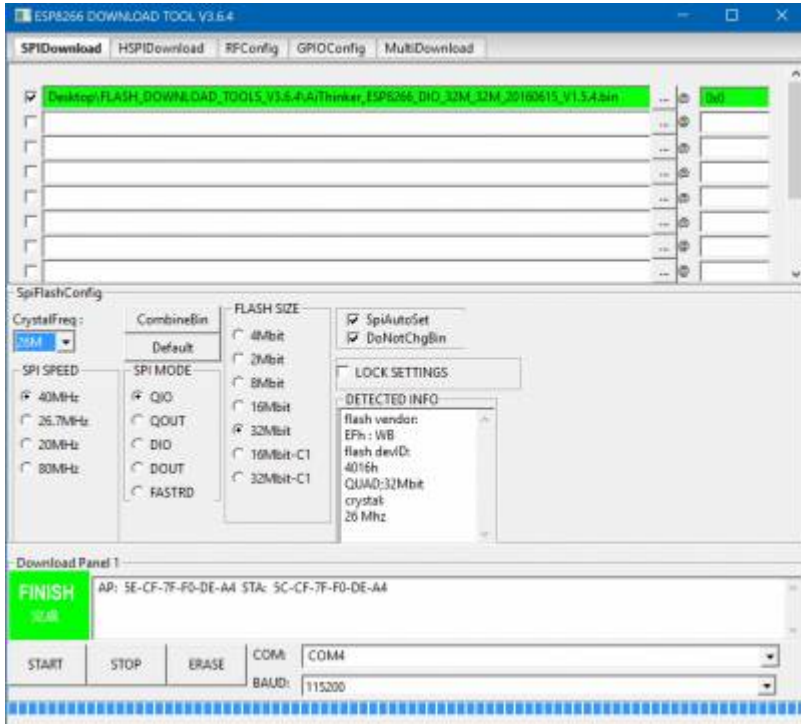 ESP8266 DOWNLOAD TOOL V3.6.4
SPIDownload HSPIDownload RFConfig GPIOConfig MultiDownload
Desktop\FLASH_DOWNLOAD_TOOLS_V3.6.4\AiThinker_ESP8266_DIO_32M_32M_20160615_V1.5.4.bin ... @ 0x0
... @
... @
... @
... @
... @
... @
... @
SpiFlashConfig
CrystalFreq :
26M
CombineBin
Default
SPI SPEED
40MHz
26.7MHz
20MHz
80MHz
SPI MODE
QIO
QOUT
DIO
DOUT
FASTRD
FLASH SIZE
4Mbit
2Mbit
8Mbit
16Mbit
32Mbit
16Mbit-C1
32Mbit-C1
SpiAutoSet
DoNotChgBin
LOCK SETTINGS
DETECTED INFO
flash vendor:
EFh : WB
flash devID:
4016h
QUAD;32Mbit
crystal:
26 Mhz
Download Panel 1
FINISH
完成
AP: 5E-CF-7F-F0-DE-A4 STA: 5C-CF-7F-F0-DE-A4
START STOP ERASE
COM: COM4
BAUD: 115200